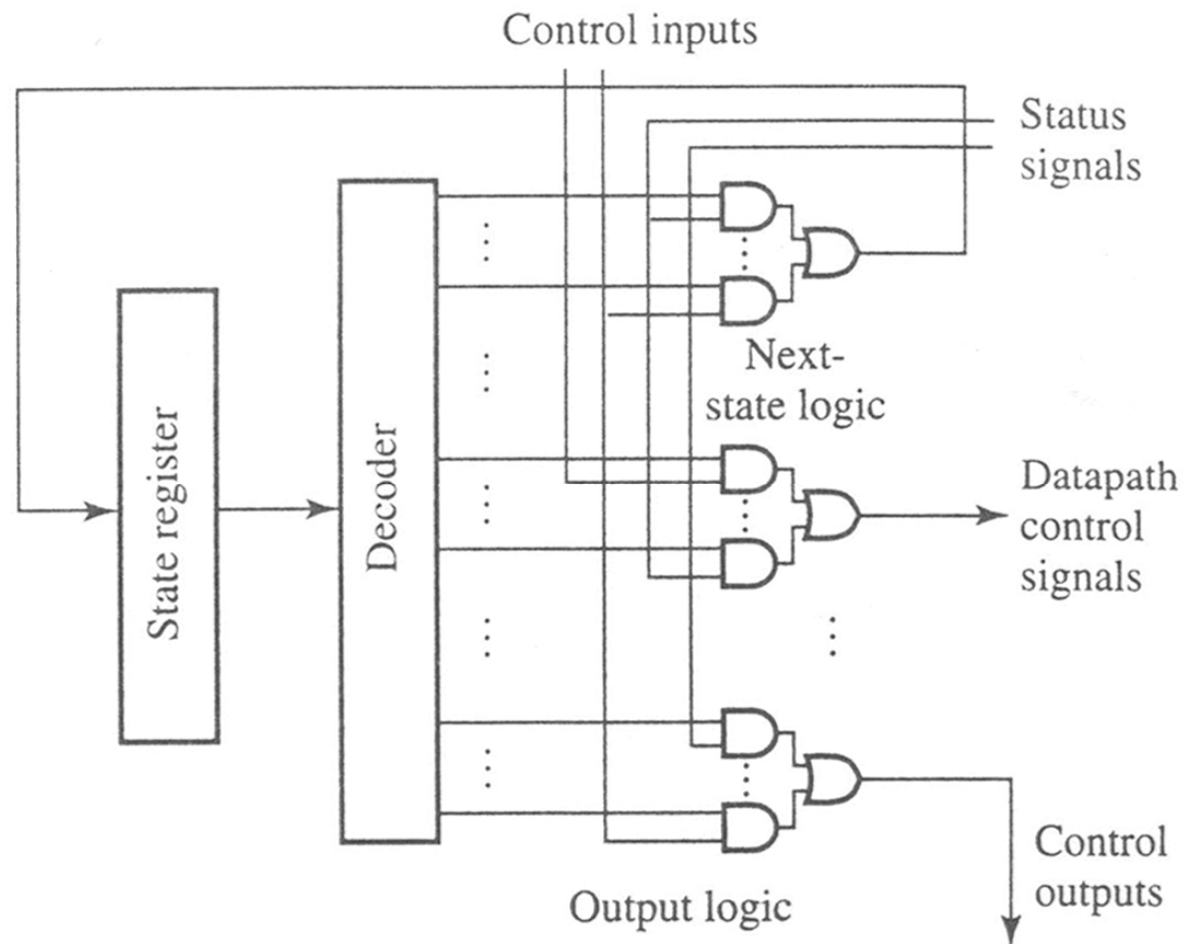 Control inputs
Status
signals
Next-
state logic
State register
Decoder
Datapath
control
signals
Control
outputs
Output logic